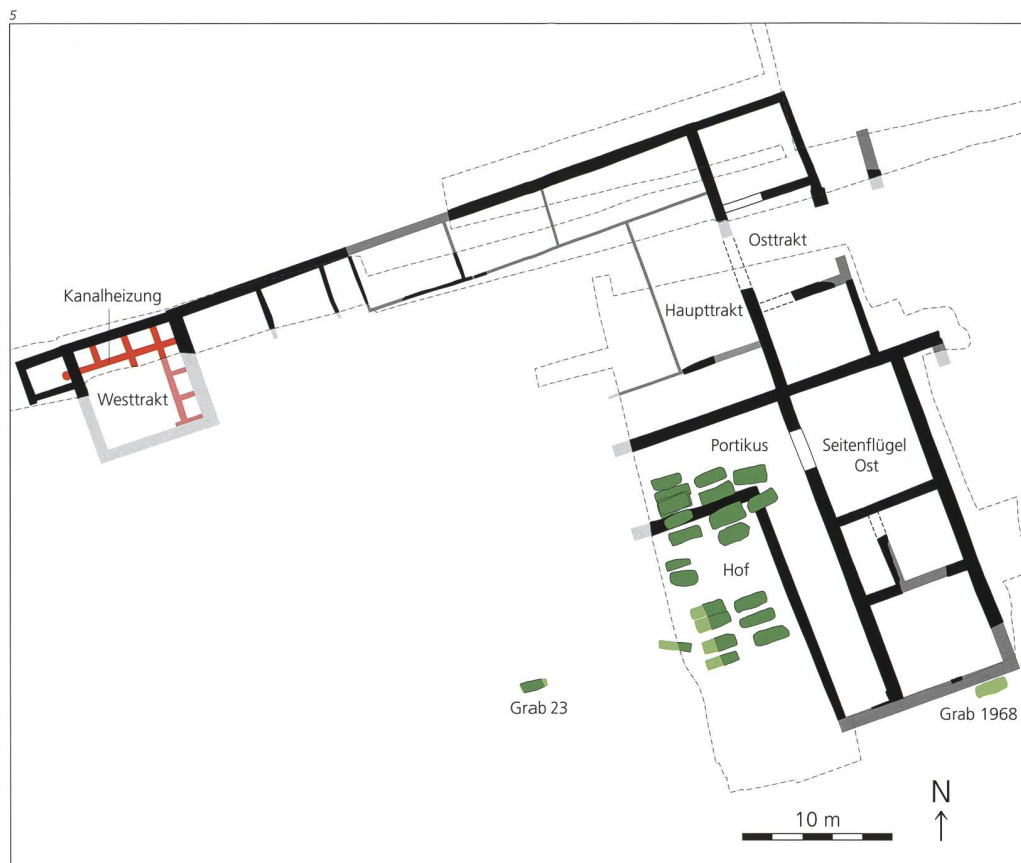 5
Kanalheizung
Westtrakt
Osttrakt
Haupttrakt
Portikus
Seitenflügel
Ost
Hof
Grab 23
Grab 1968
10 m
N